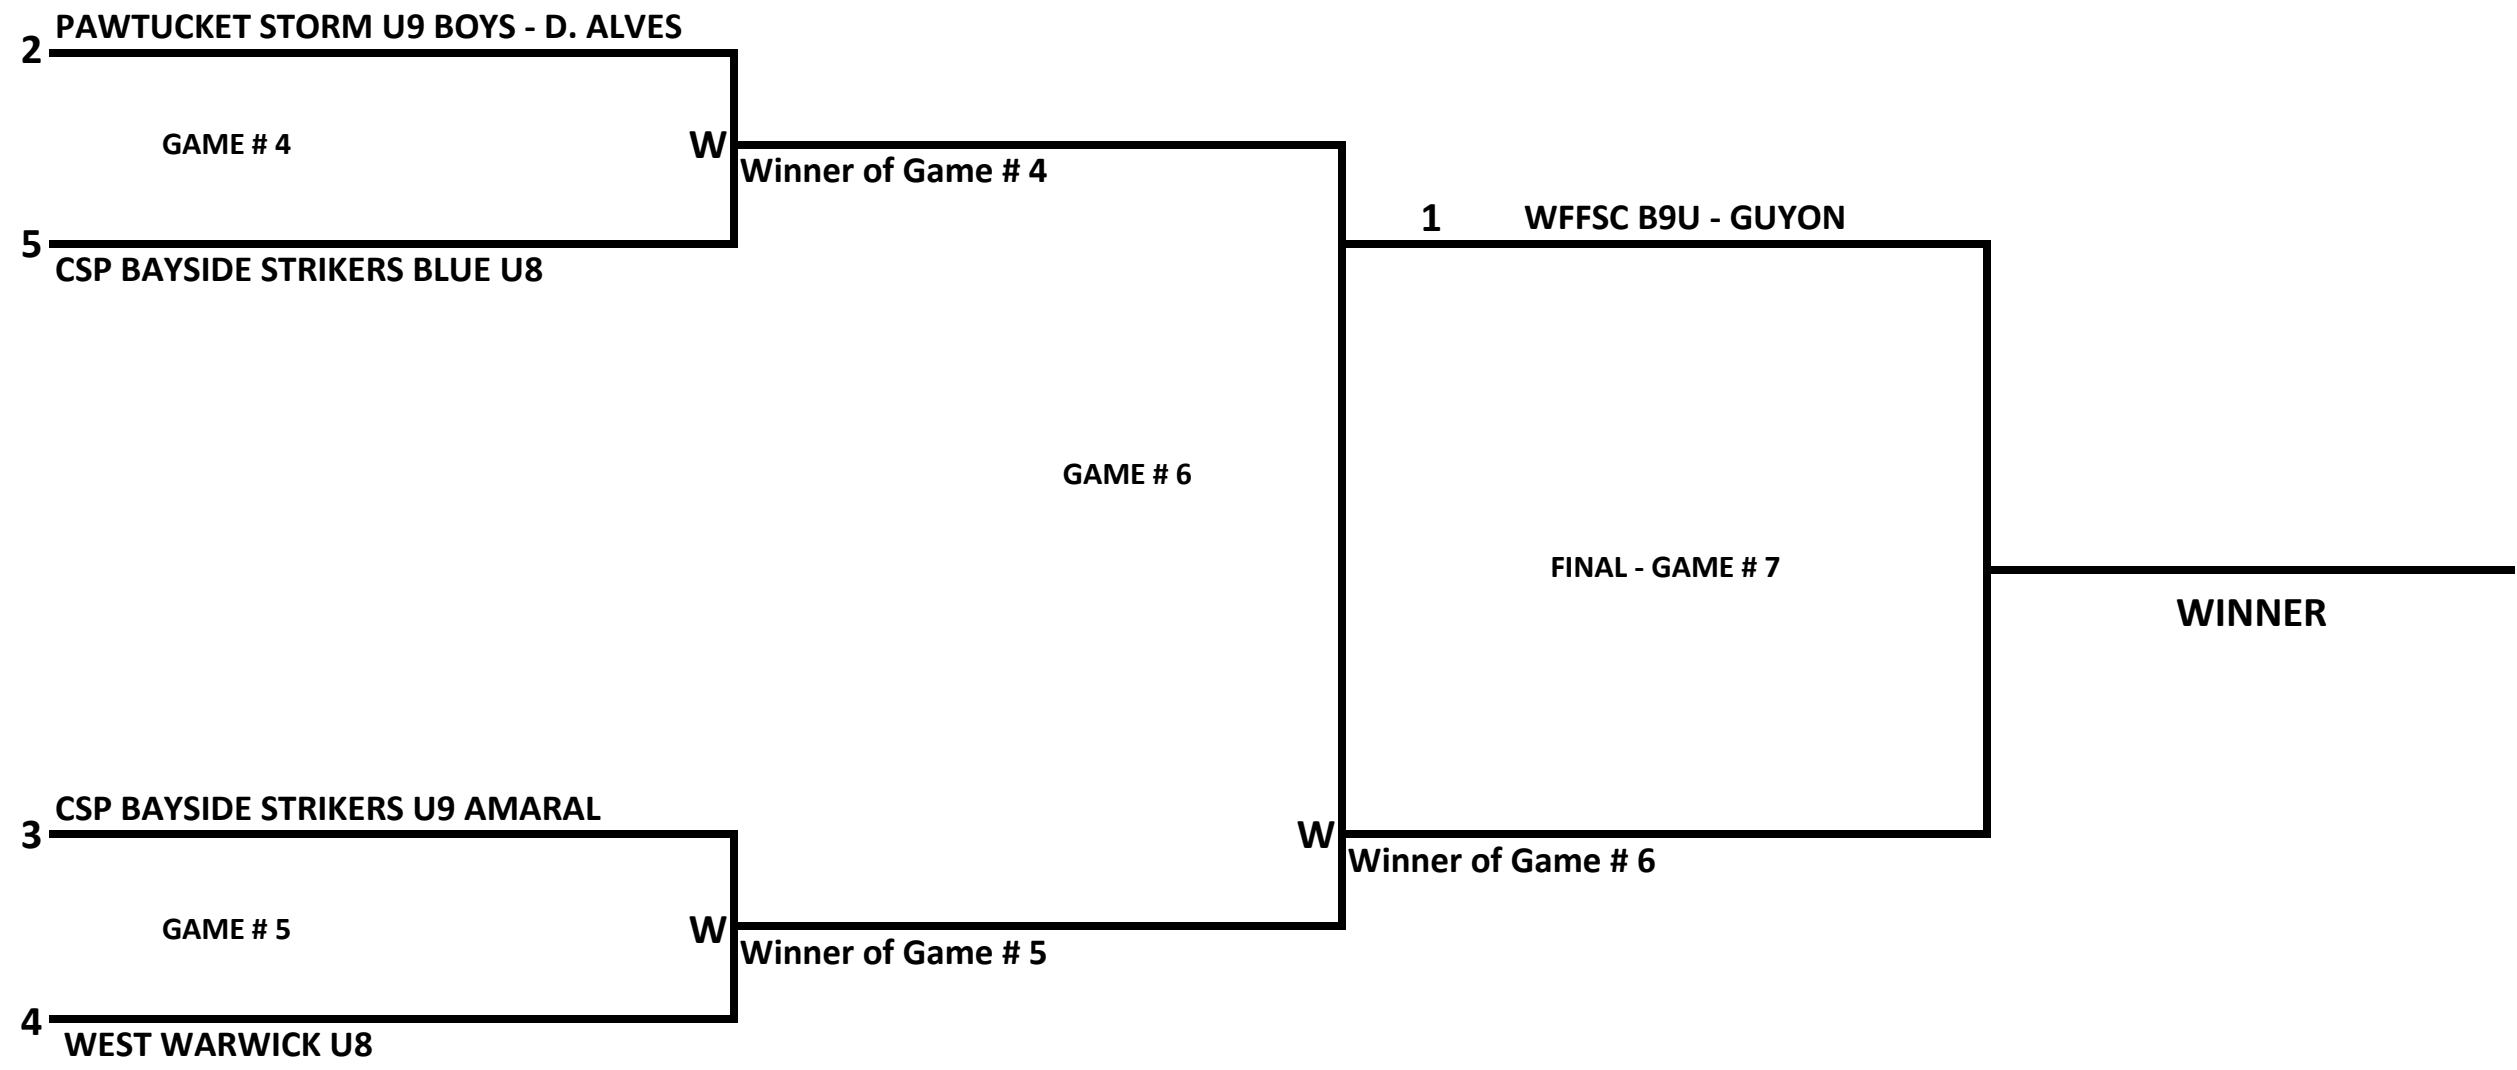 PAWTUCKET STORM U9 BOYS - D. ALVES
2
GAME # 4
W
Winner of Game # 4
1 WFFSC B9U - GUYON
5
CSP BAYSIDE STRIKERS BLUE U8
GAME # 6
FINAL - GAME # 7
WINNER
CSP BAYSIDE STRIKERS U9 AMARAL
3
W
Winner of Game # 6
GAME # 5
W
Winner of Game # 5
4
WEST WARWICK U8